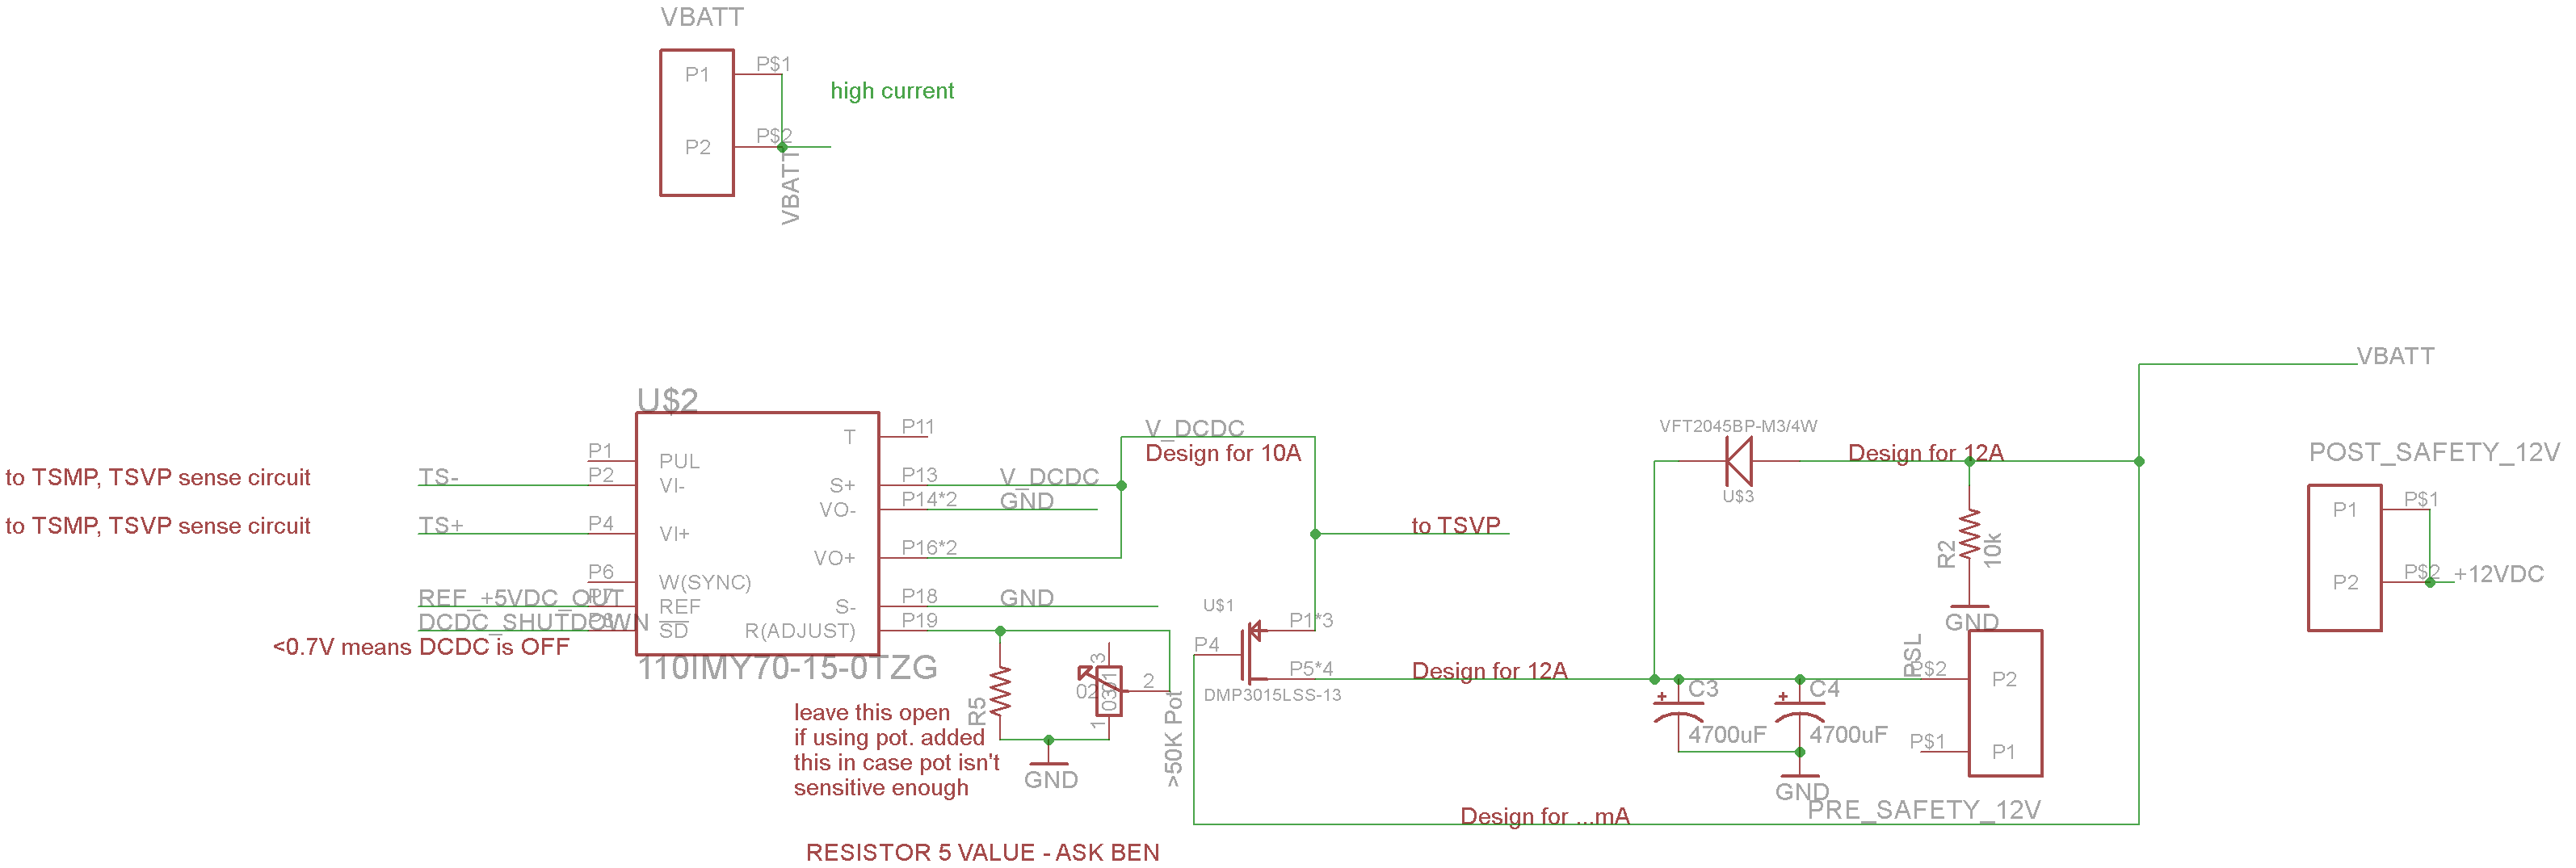 VBATT
P1
P$1
high current
P2
P$2
VBATT
VBATT
U$2
V_DCDC
Design for 10A
VFT2045BP-M3/4W
Design for 12A
U$3
POST_SAFETY_12V
P1
P$1
P2
P$2
+12VDC
to TSMP, TSVP sense circuit
TS-
to TSMP, TSVP sense circuit
TS+
REF_+5VDC_OUT
DCDC_SHUTDOWN
<0.7V means DCDC is OFF
P1
P2
P4
P6
PUL
VI-
VI+
W(SYNC)
REF
SD
T
S+
VO-
VO+
S-
R(ADJUST)
P11
P13
P14*2
P16*2
P18
P19
V_DCDC
GND
GND
110IMY70-15-0TZG
to TSVP
R2
10k
GND
U$1
P1*3
P4
P5*4
DMP3015LSS-13
Design for 12A
PSL
P$2
P2
P$1
P1
C3
4700uF
C4
4700uF
GND
PRE_SAFETY_12V
R5
3
2
1
>50K Pot
GND
leave this open
if using pot. added
this in case pot isn't
sensitive enough
Design for ...mA
RESISTOR 5 VALUE - ASK BEN